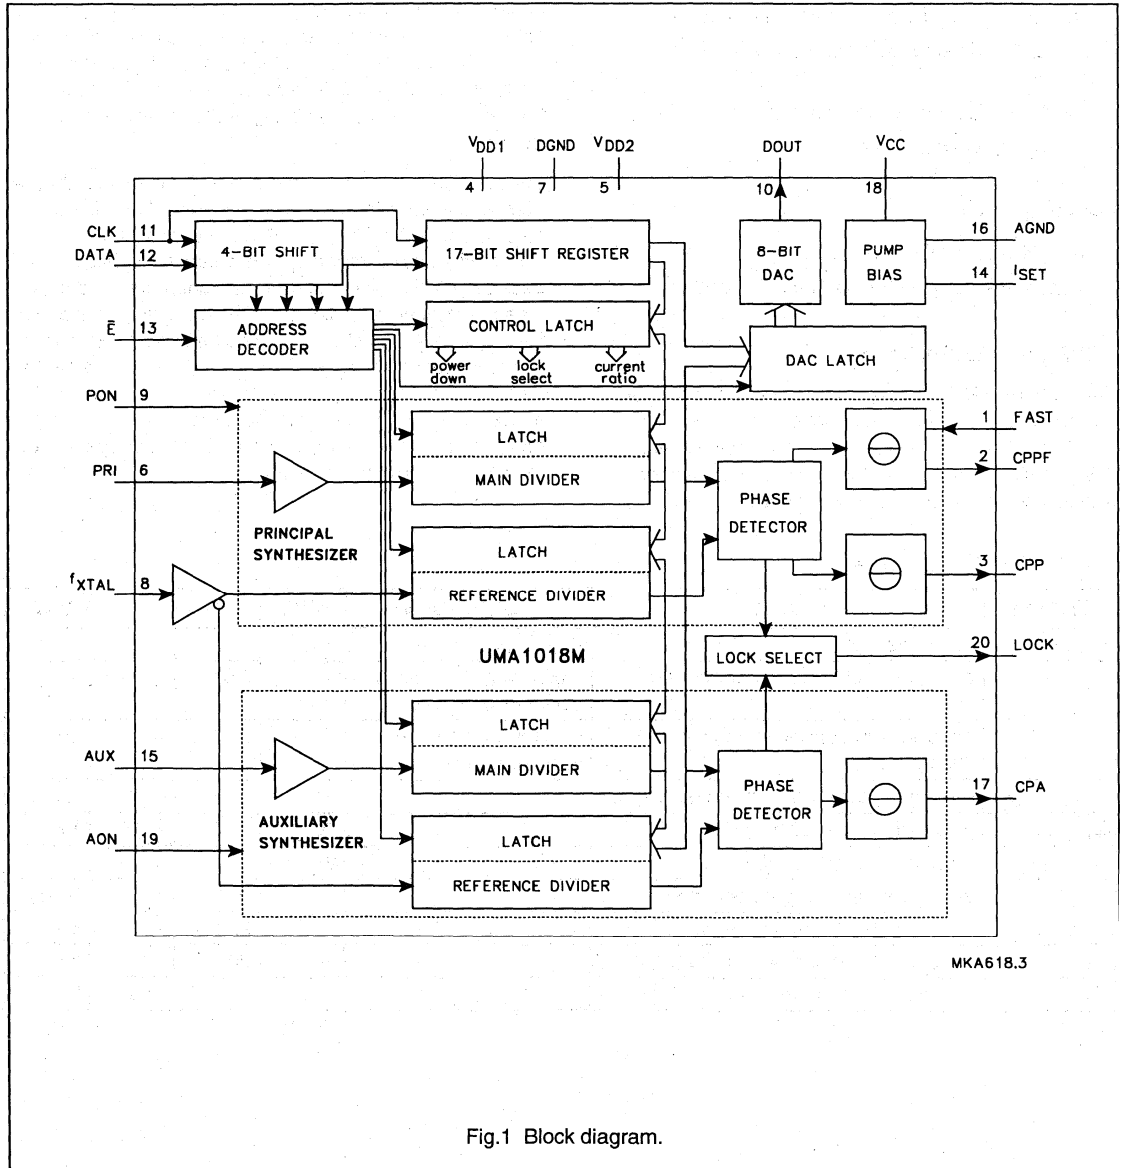 VDD1 DGND VDD2 DOUT VCC
4 7 5 10 18
CLK 11
DATA 12
4-BIT SHIFT
17-BIT SHIFT REGISTER
8-BIT
DAC
PUMP
BIAS
16 AGND
14 ISET
E̅ 13
ADDRESS
DECODER
CONTROL LATCH
power
down
lock
select
current
ratio
DAC LATCH
PON 9
PRI 6
LATCH
MAIN DIVIDER
PRINCIPAL
SYNTHESIZER
LATCH
REFERENCE DIVIDER
PHASE
DETECTOR
1 FAST
2 CPPF
3 CPP
fXTAL 8
UMA1018M
LOCK SELECT
20 LOCK
AUX 15
LATCH
MAIN DIVIDER
AUXILIARY
SYNTHESIZER
AON 19
LATCH
REFERENCE DIVIDER
PHASE
DETECTOR
17 CPA
MKA618.3
Fig.1 Block diagram.